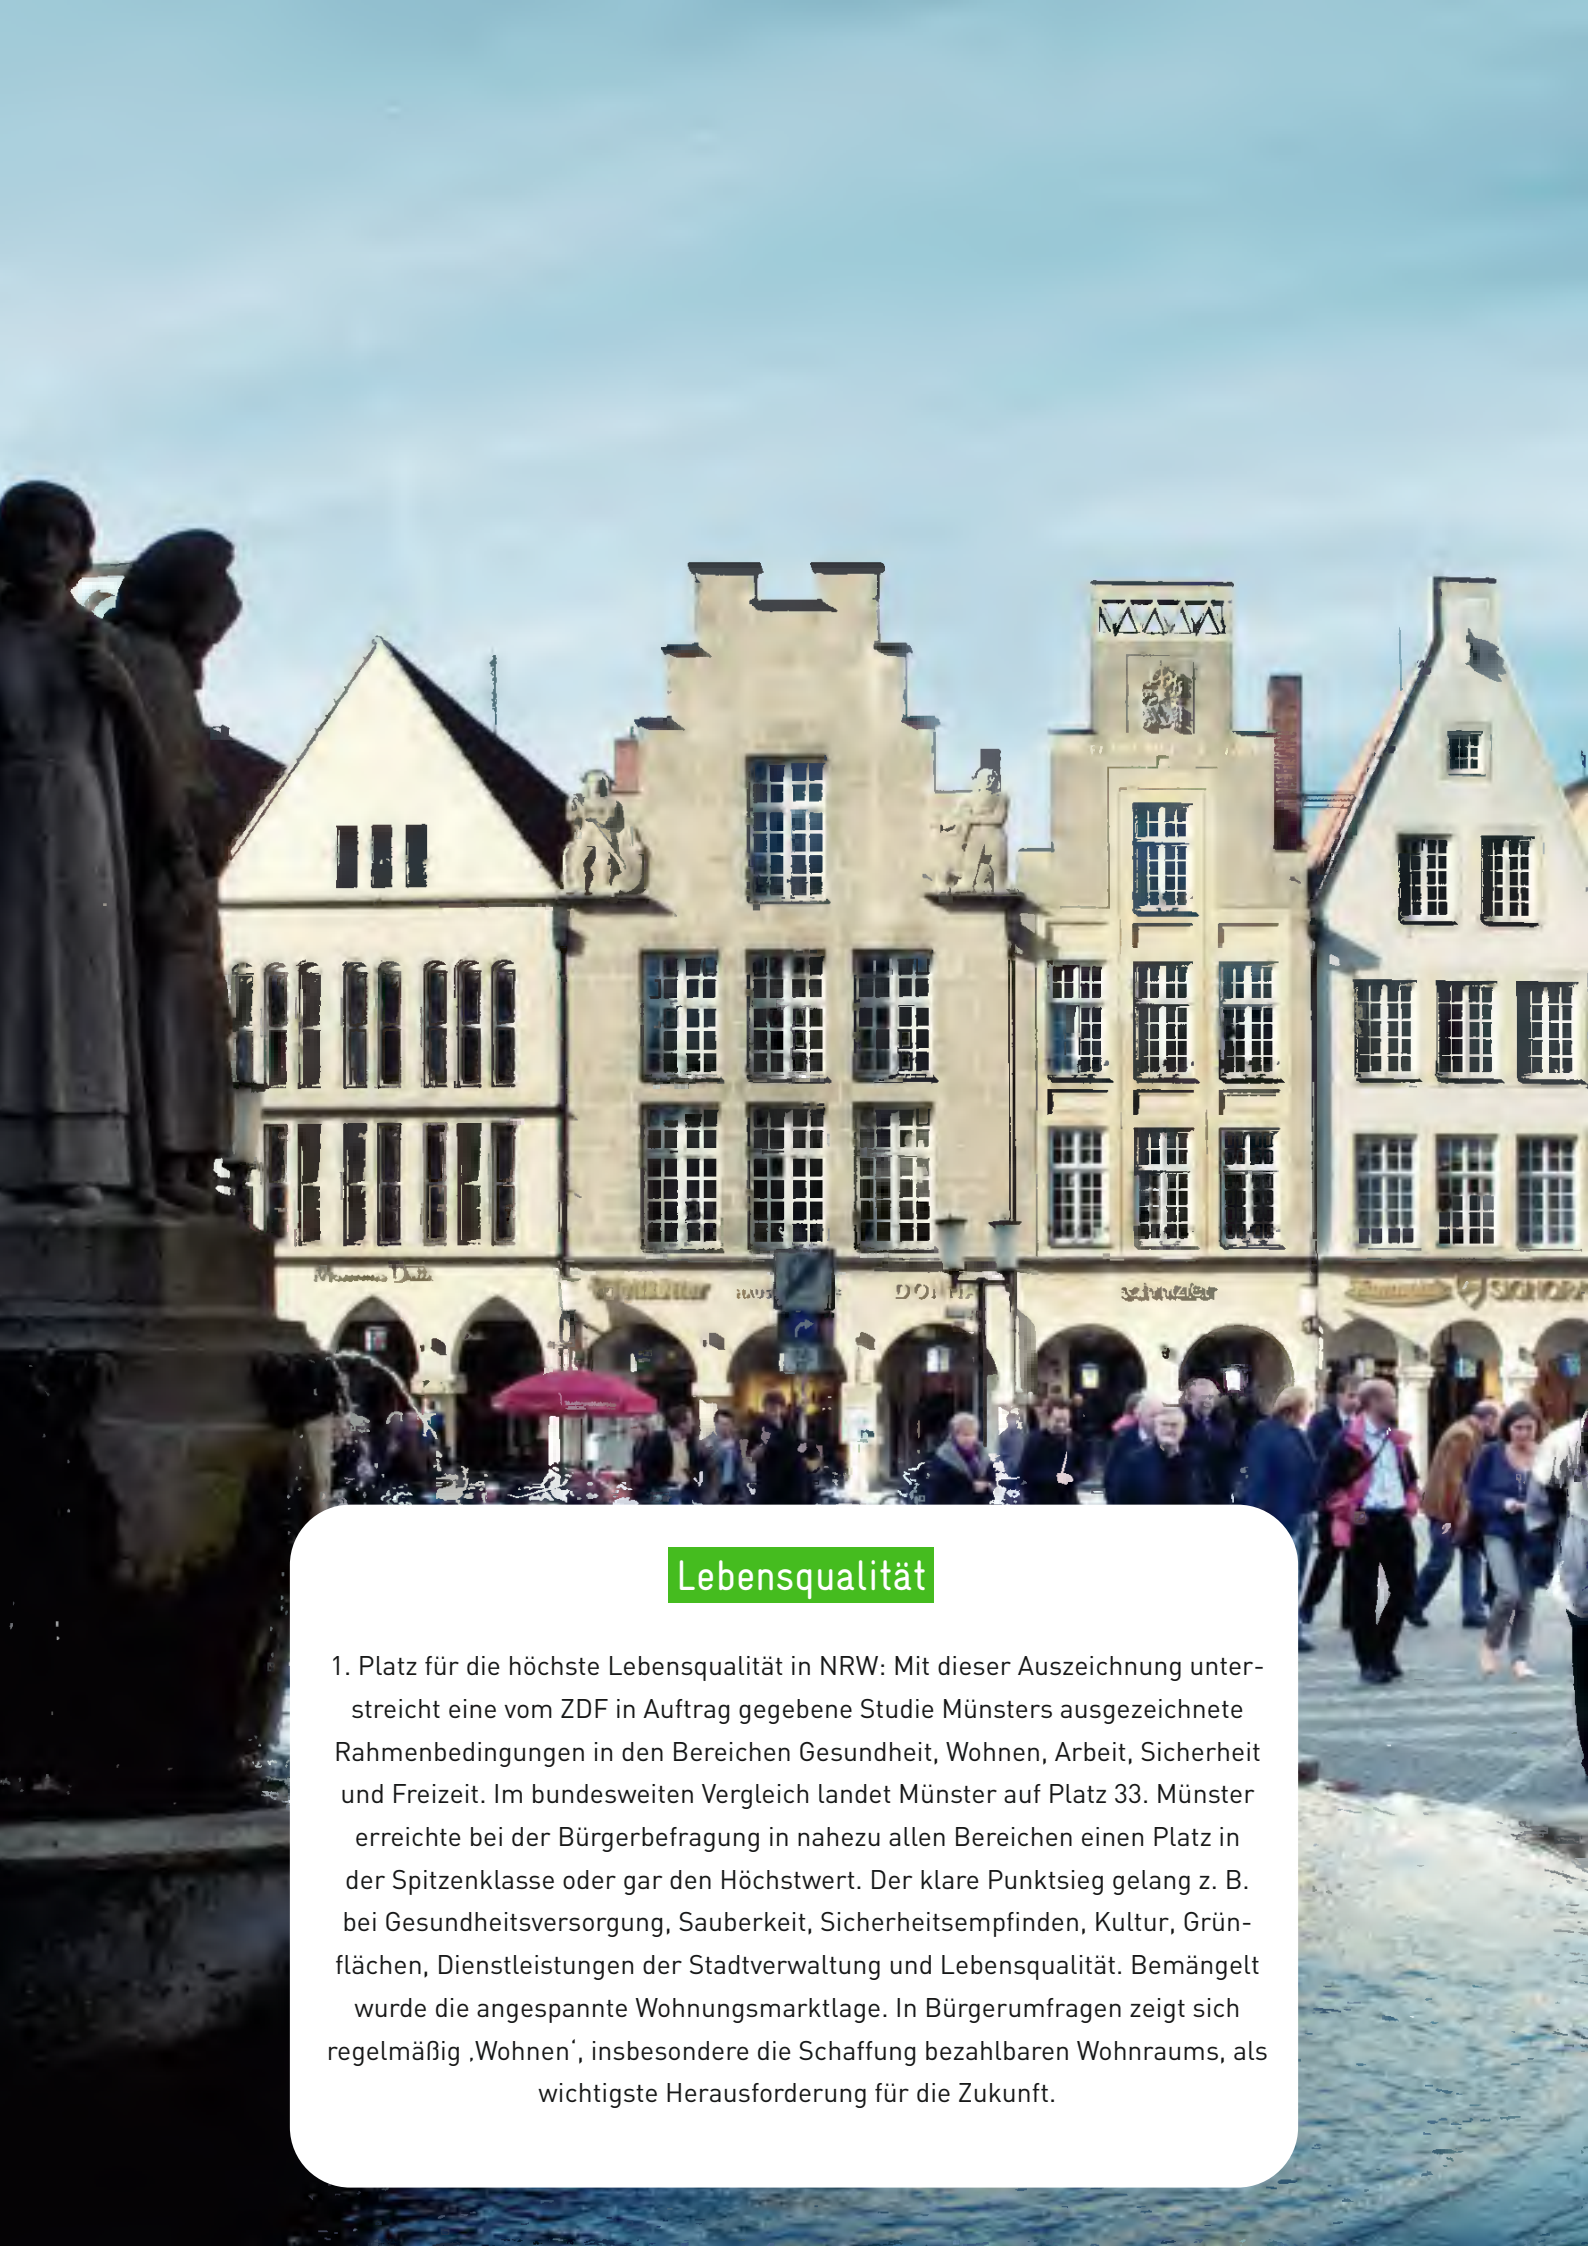 Massimo Dutti
DONNA
schnitzler
SIGNORA
Lebensqualität
1. Platz für die höchste Lebensqualität in NRW: Mit dieser Auszeichnung unter-
streicht eine vom ZDF in Auftrag gegebene Studie Münsters ausgezeichnete
Rahmenbedingungen in den Bereichen Gesundheit, Wohnen, Arbeit, Sicherheit
und Freizeit. Im bundesweiten Vergleich landet Münster auf Platz 33. Münster
erreichte bei der Bürgerbefragung in nahezu allen Bereichen einen Platz in
der Spitzenklasse oder gar den Höchstwert. Der klare Punktsieg gelang z. B.
bei Gesundheitsversorgung, Sauberkeit, Sicherheitsempfinden, Kultur, Grün-
flächen, Dienstleistungen der Stadtverwaltung und Lebensqualität. Bemängelt
wurde die angespannte Wohnungsmarktlage. In Bürgerumfragen zeigt sich
regelmäßig ‚Wohnen‘, insbesondere die Schaffung bezahlbaren Wohnraums, als
wichtigste Herausforderung für die Zukunft.